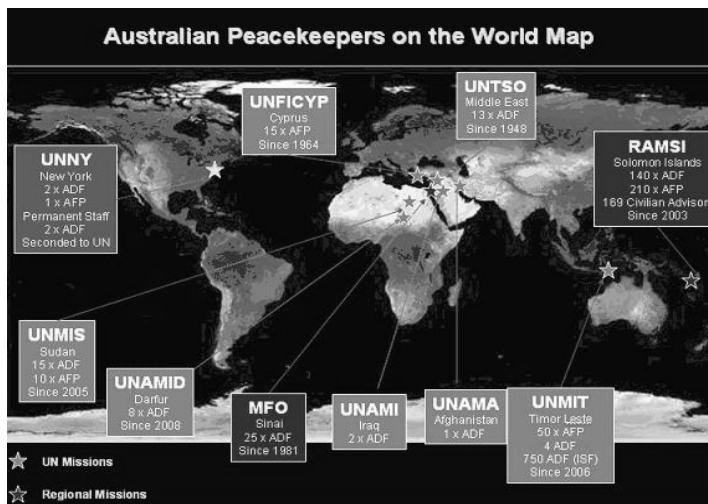 Australian Peacekeepers on the World Map
UNTSO
Middle East
13 x ADF
Since 1948
UNFICYP
Cyprus
15 x AFP
Since 1964
RAMSI
Solomon Islands
140 x ADF
210 x AFP
169 Civilian Advisor
Since 2003
UNNY
New York
2 x ADF
1 x AFP
Permanent Staff
2 x ADF
Seconded to UN
UNMIS
Sudan
15 x ADF
10 x AFP
Since 2005
UNAMID
Darfur
8 x ADF
Since 2008
MFO
Sinai
25 x ADF
Since 1981
UNAMI
Iraq
2 x ADF
UNAMA
Afghanistan
1 x ADF
UNMIT
Timor Leste
50 x AFP
4 ADF
750 ADF (ISF)
Since 2006
UN Missions
Regional Missions